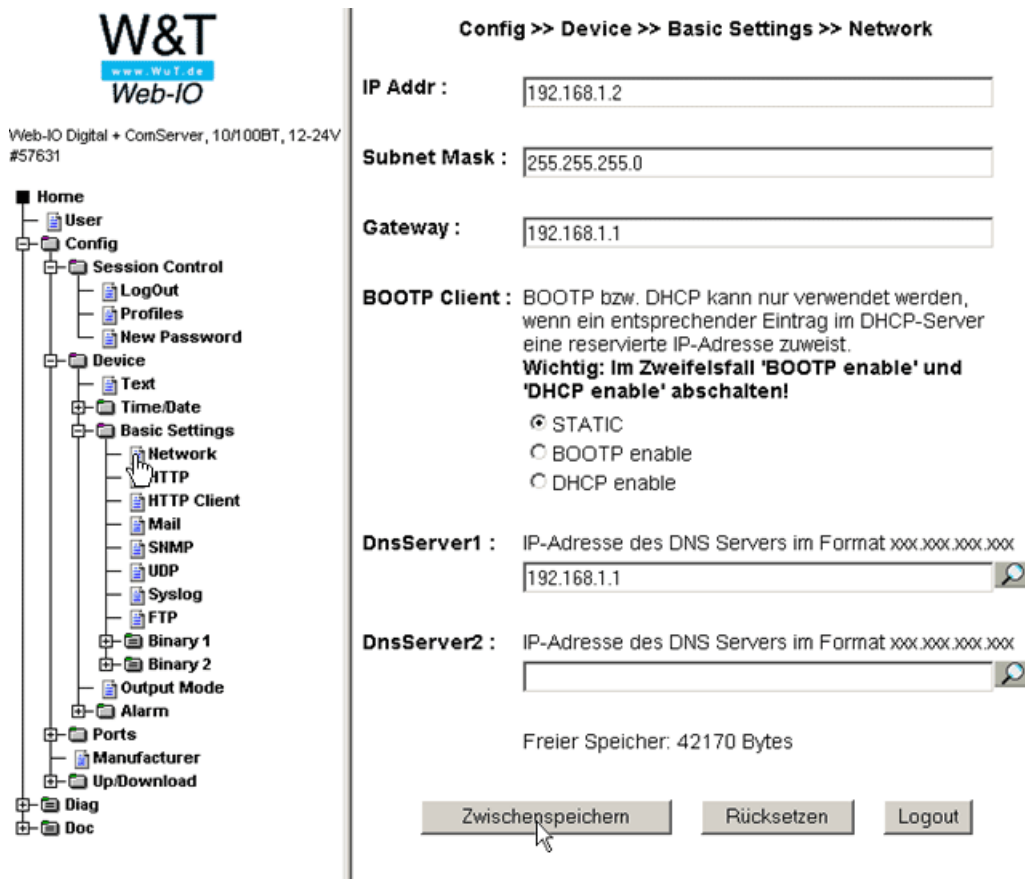 W&T
www.WuT.de
Web-IO
Web-IO Digital + ComServer, 10/100BT, 12-24V
#57631
Home
User
Config
Session Control
LogOut
Profiles
New Password
Device
Text
Time/Date
Basic Settings
Network
HTTP
HTTP Client
Mail
SNMP
UDP
Syslog
FTP
Binary 1
Binary 2
Output Mode
Alarm
Ports
Manufacturer
Up/Download
Diag
Doc
Config >> Device >> Basic Settings >> Network
IP Addr : 192.168.1.2
Subnet Mask : 255.255.255.0
Gateway : 192.168.1.1
BOOTP Client : BOOTP bzw. DHCP kann nur verwendet werden,
wenn ein entsprechender Eintrag im DHCP-Server
eine reservierte IP-Adresse zuweist.
Wichtig: Im Zweifelsfall 'BOOTP enable' und
'DHCP enable' abschalten!
STATIC
BOOTP enable
DHCP enable
DnsServer1 : IP-Adresse des DNS Servers im Format xxx.xxx.xxx.xxx
192.168.1.1
DnsServer2 : IP-Adresse des DNS Servers im Format xxx.xxx.xxx.xxx
Freier Speicher: 42170 Bytes
Zwischenspeichern Rücksetzen Logout